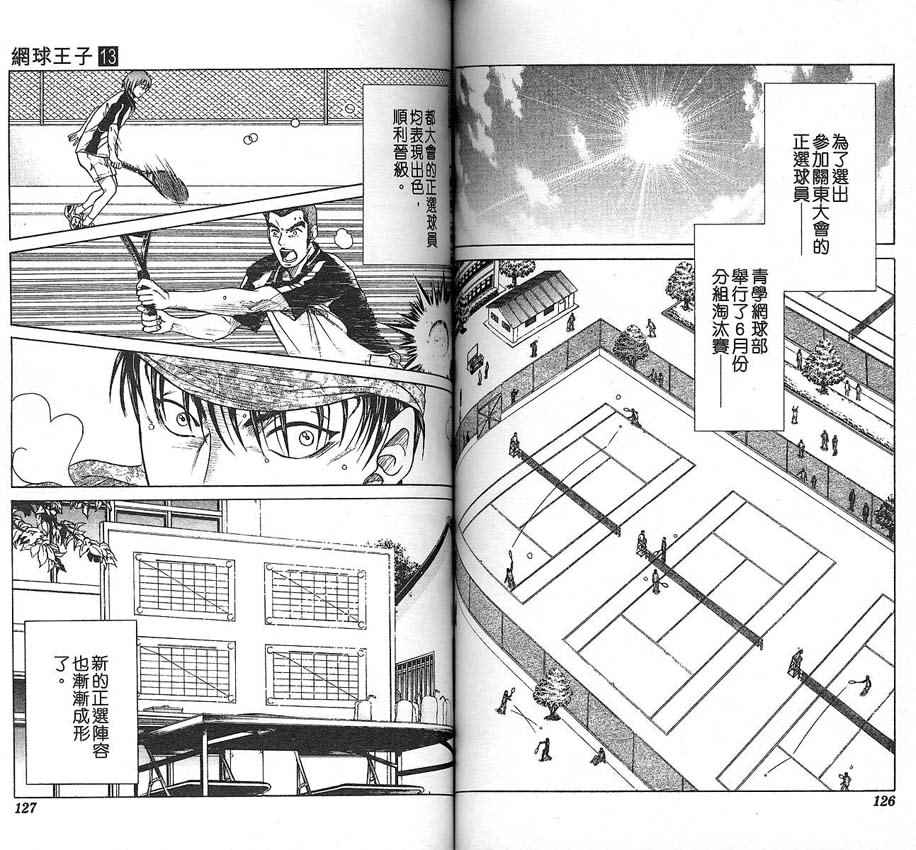 為了選出
參加關東大會的
正選球員——
青學網球部
舉行了6月份
分組淘汰賽——
126
網球王子 13
都大會的正選球員
均表現出色，
順利晉級。
新的正選陣容
也漸漸成形
了。
127